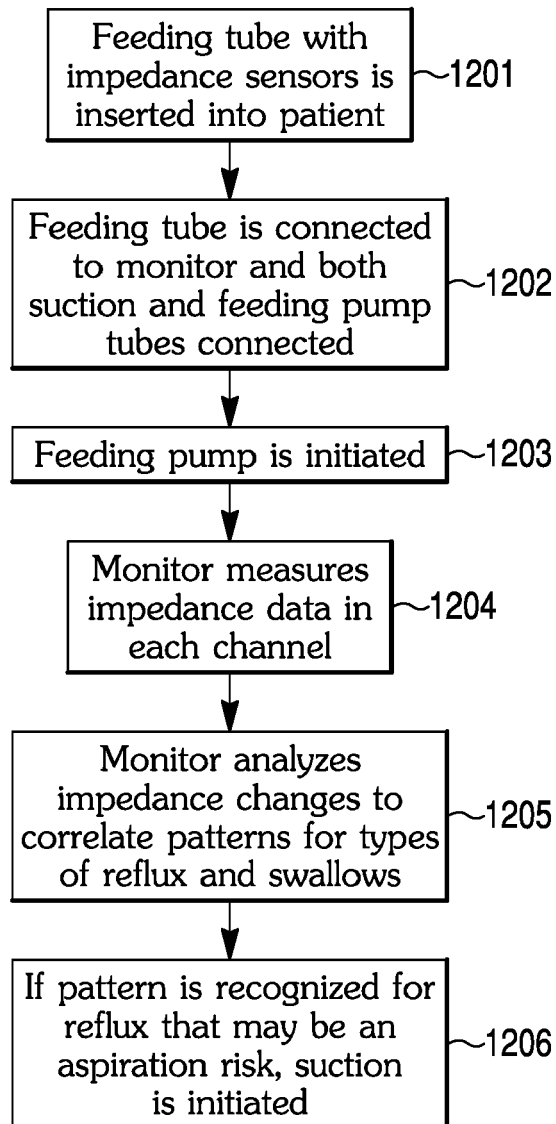 Feeding tube with
impedance sensors is
inserted into patient
1201
Feeding tube is connected
to monitor and both
suction and feeding pump
tubes connected
1202
Feeding pump is initiated
1203
Monitor measures
impedance data in
each channel
1204
Monitor analyzes
impedance changes to
correlate patterns for types
of reflux and swallows
1205
If pattern is recognized for
reflux that may be an
aspiration risk, suction
is initiated
1206